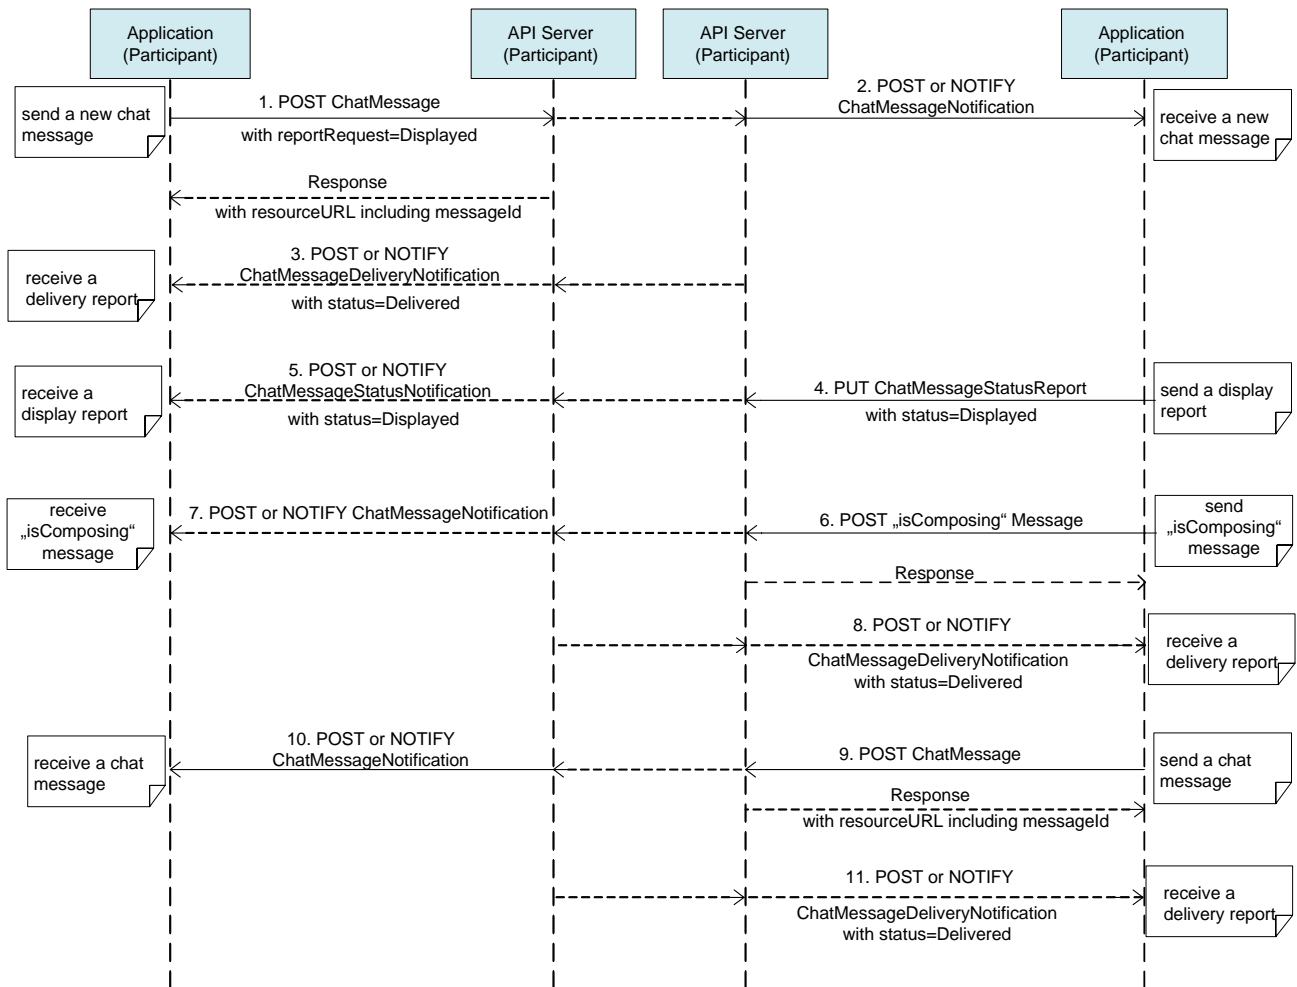 Application
(Participant)
API Server
(Participant)
API Server
(Participant)
Application
(Participant)
send a new chat
message
1. POST ChatMessage
with reportRequest=Displayed
2. POST or NOTIFY
ChatMessageNotification
receive a new
chat message
Response
with resourceURL including messageId
receive a
delivery report
3. POST or NOTIFY
ChatMessageDeliveryNotification
with status=Delivered
receive a
display report
5. POST or NOTIFY
ChatMessageStatusNotification
with status=Displayed
4. PUT ChatMessageStatusReport
with status=Displayed
send a display
report
receive
„isComposing“
message
7. POST or NOTIFY ChatMessageNotification
6. POST „isComposing“ Message
send
„isComposing“
message
Response
8. POST or NOTIFY
ChatMessageDeliveryNotification
with status=Delivered
receive a
delivery report
receive a chat
message
10. POST or NOTIFY
ChatMessageNotification
9. POST ChatMessage
send a chat
message
Response
with resourceURL including messageId
11. POST or NOTIFY
ChatMessageDeliveryNotification
with status=Delivered
receive a
delivery report